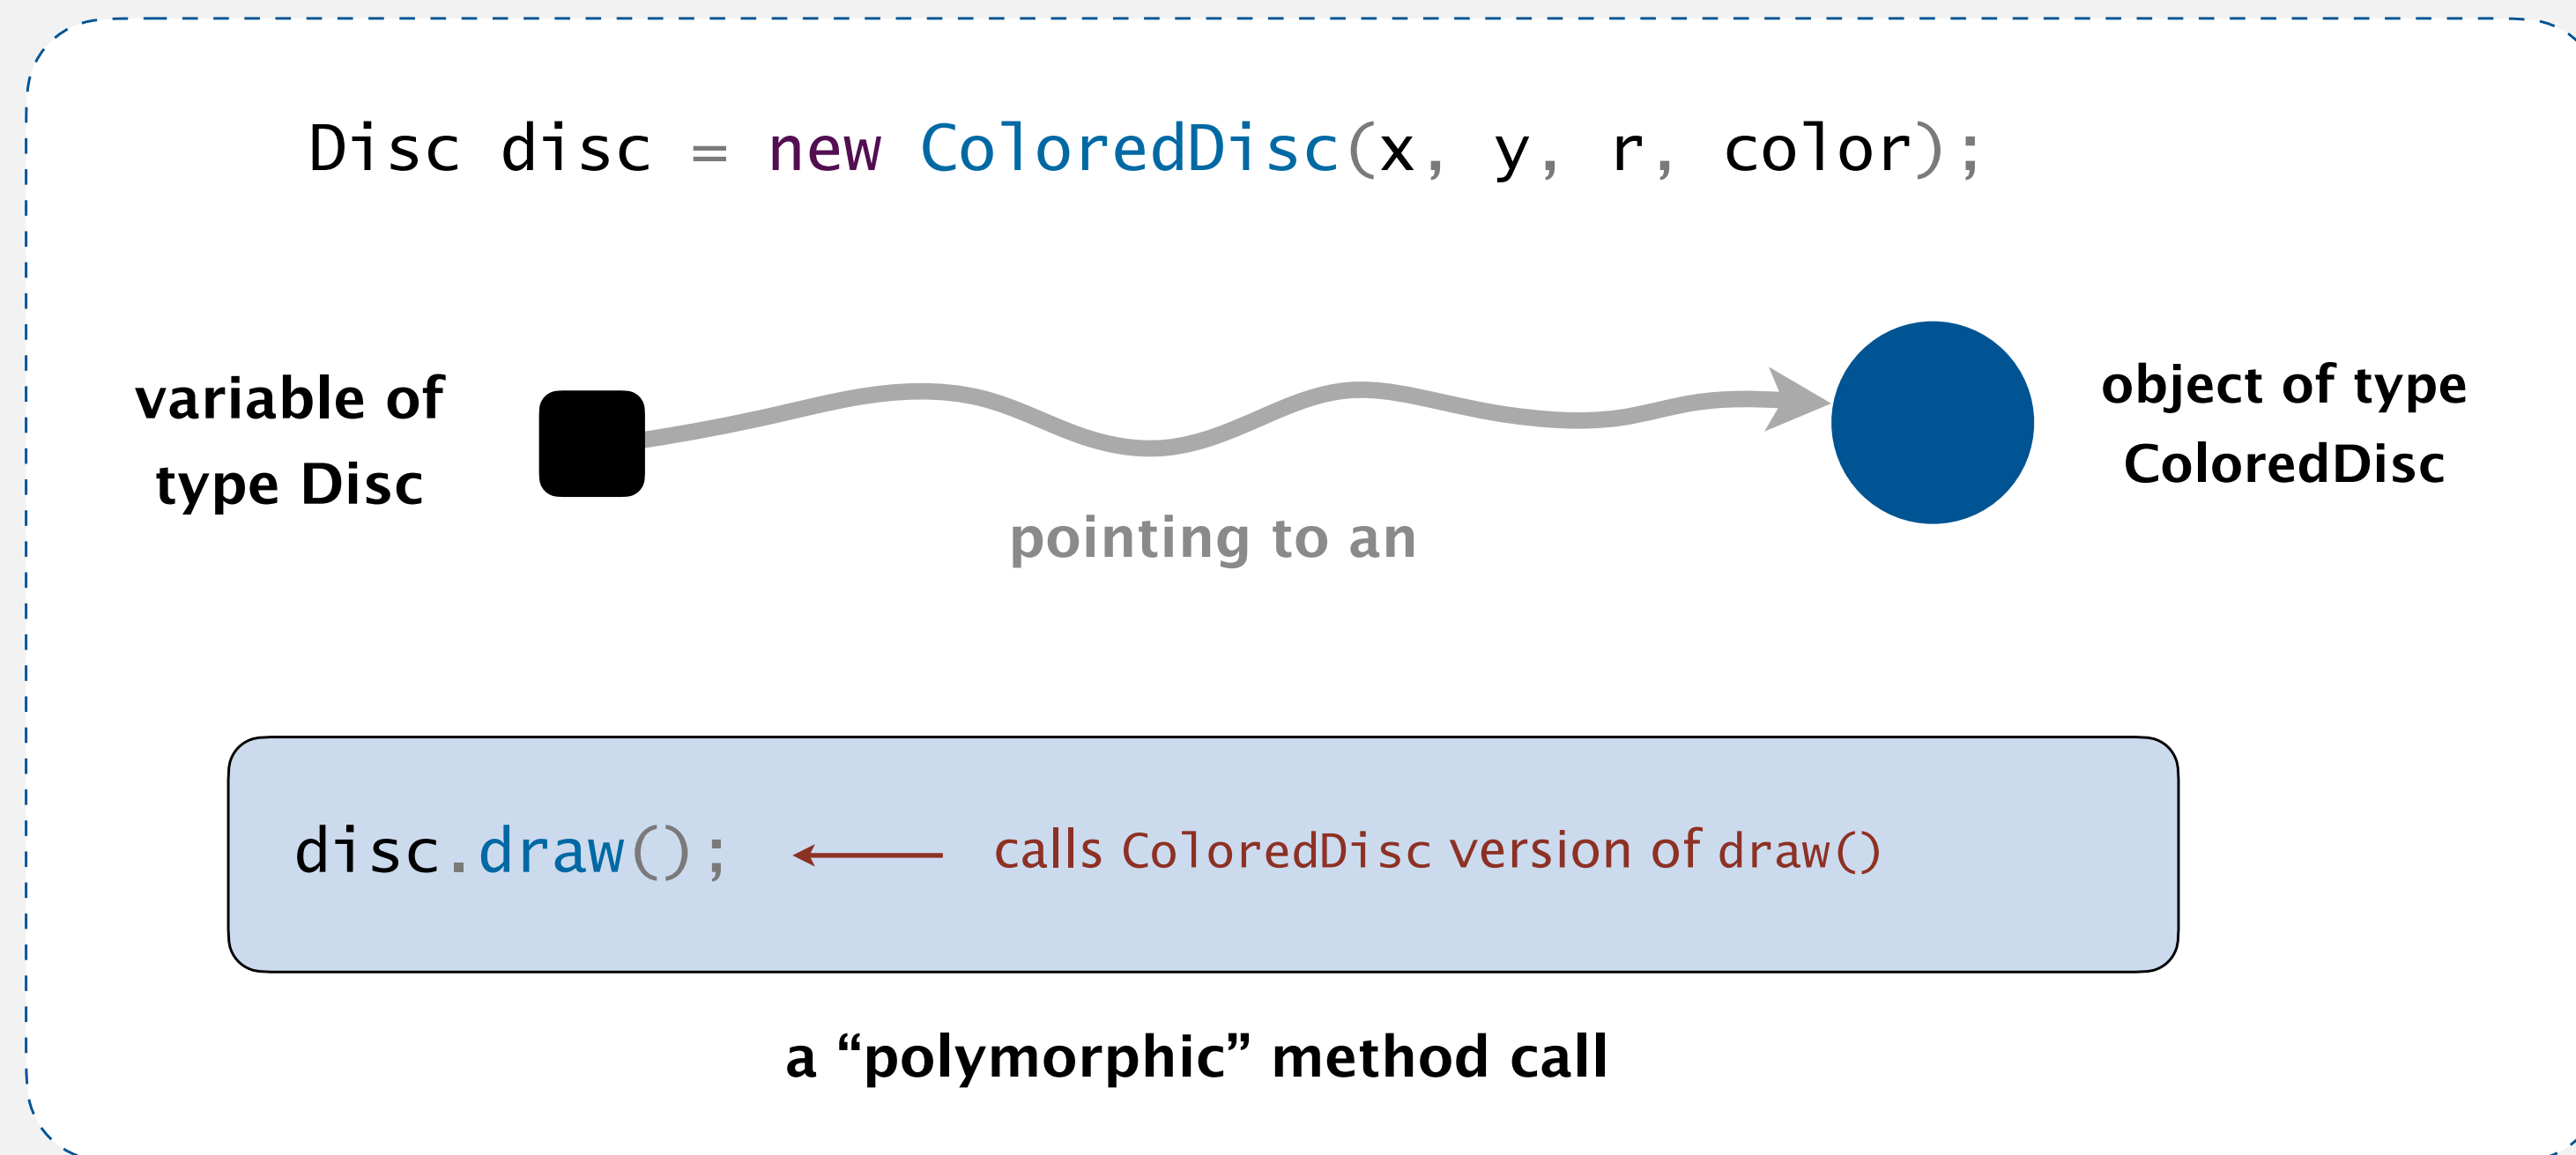 Disc disc = new ColoredDisc(x, y, r, color);
variable of
type Disc
pointing to an
object of type
ColoredDisc
disc.draw();
calls ColoredDisc version of draw()
a “polymorphic” method call